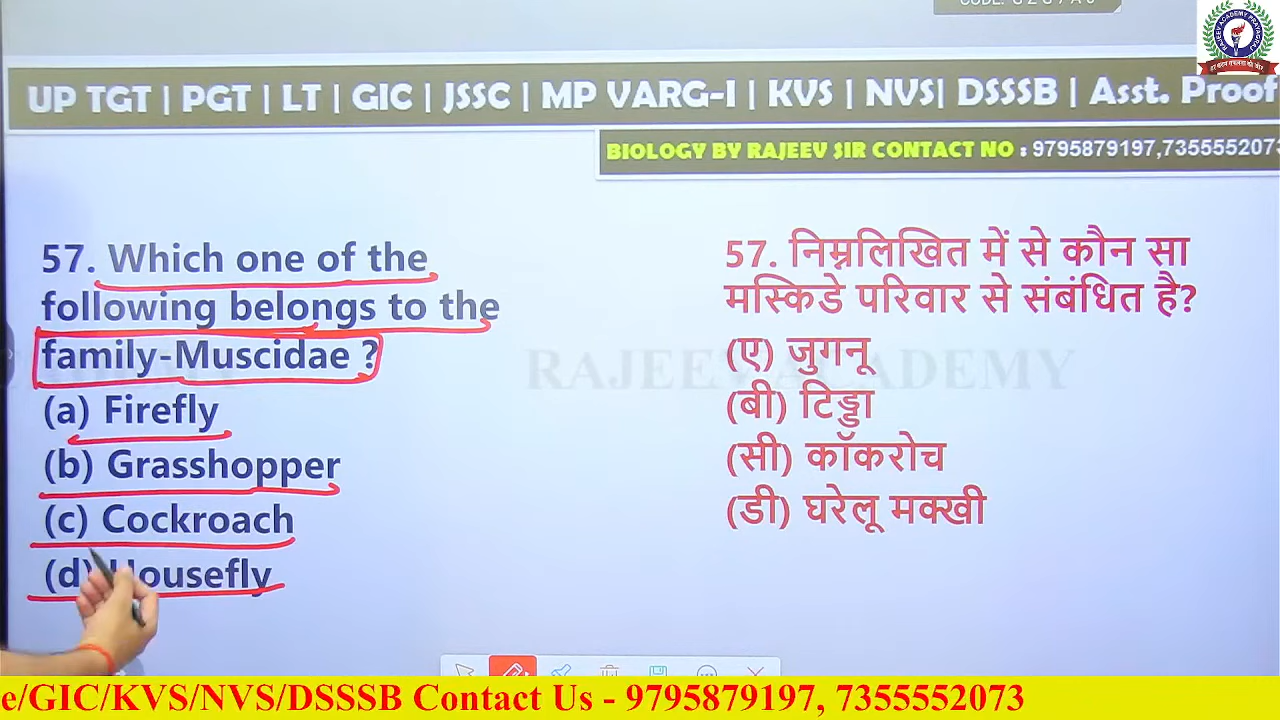 UP TGT | PGT | LT | GIC | JSSC | MP VARG-I | KVS | NVS| DSSSB | Asst. Proof
BIOLOGY BY RAJEEV SIR CONTACT NO : 9795879197,7355552073
57. Which one of the
following belongs to the
family-Muscidae ?
(a) Firefly
(b) Grasshopper
(c) Cockroach
(d) Housefly
57. निम्नलिखित में से कौन सा
मस्किडे परिवार से संबंधित है?
(ए) जुगनू
(बी) टिड्डा
(सी) कॉकरोच
(डी) घरेलू मक्खी
RAJEEV ACADEMY
e/GIC/KVS/NVS/DSSSB Contact Us - 9795879197, 7355552073